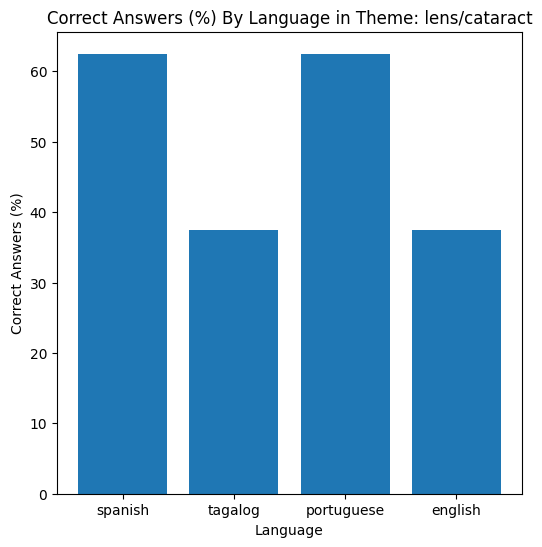 Correct Answers (%) By Language in Theme: lens/cataract
Correct Answers (%)
60
50
40
30
20
10
0
spanish tagalog portuguese english
Language